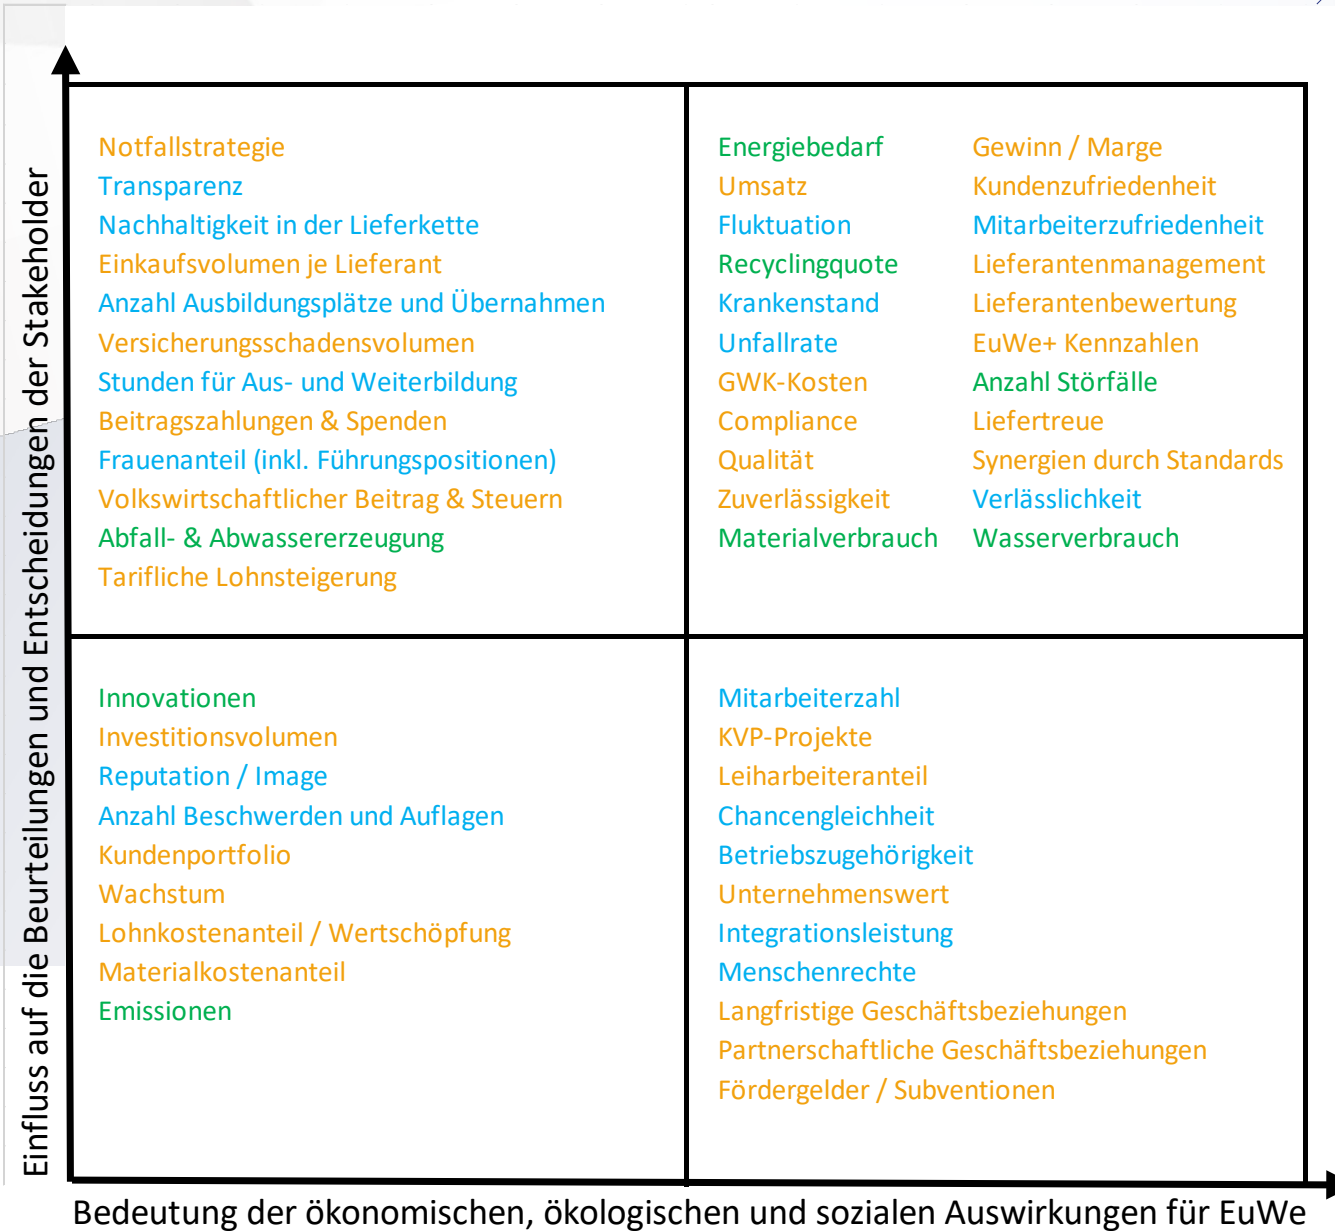 Einfluss auf die Beurteilungen und Entscheidungen der Stakeholder
Notfallstrategie
Transparenz
Nachhaltigkeit in der Lieferkette
Einkaufsvolumen je Lieferant
Anzahl Ausbildungsplätze und Übernahmen
Versicherungsschadensvolumen
Stunden für Aus- und Weiterbildung
Beitragszahlungen & Spenden
Frauenanteil (inkl. Führungspositionen)
Volkswirtschaftlicher Beitrag & Steuern
Abfall- & Abwassererzeugung
Tarifliche Lohnsteigerung
Energiebedarf
Umsatz
Fluktuation
Recyclingquote
Krankenstand
Unfallrate
GWK-Kosten
Compliance
Qualität
Zuverlässigkeit
Materialverbrauch
Gewinn / Marge
Kundenzufriedenheit
Mitarbeiterzufriedenheit
Lieferantenmanagement
Lieferantenbewertung
EuWe+ Kennzahlen
Anzahl Störfälle
Liefertreue
Synergien durch Standards
Verlässlichkeit
Wasserverbrauch
Innovationen
Investitionsvolumen
Reputation / Image
Anzahl Beschwerden und Auflagen
Kundenportfolio
Wachstum
Lohnkostenanteil / Wertschöpfung
Materialkostenanteil
Emissionen
Mitarbeiterzahl
KVP-Projekte
Leiharbeiteranteil
Chancengleichheit
Betriebszugehörigkeit
Unternehmenswert
Integrationsleistung
Menschenrechte
Langfristige Geschäftsbeziehungen
Partnerschaftliche Geschäftsbeziehungen
Fördergelder / Subventionen
Bedeutung der ökonomischen, ökologischen und sozialen Auswirkungen für EuWe